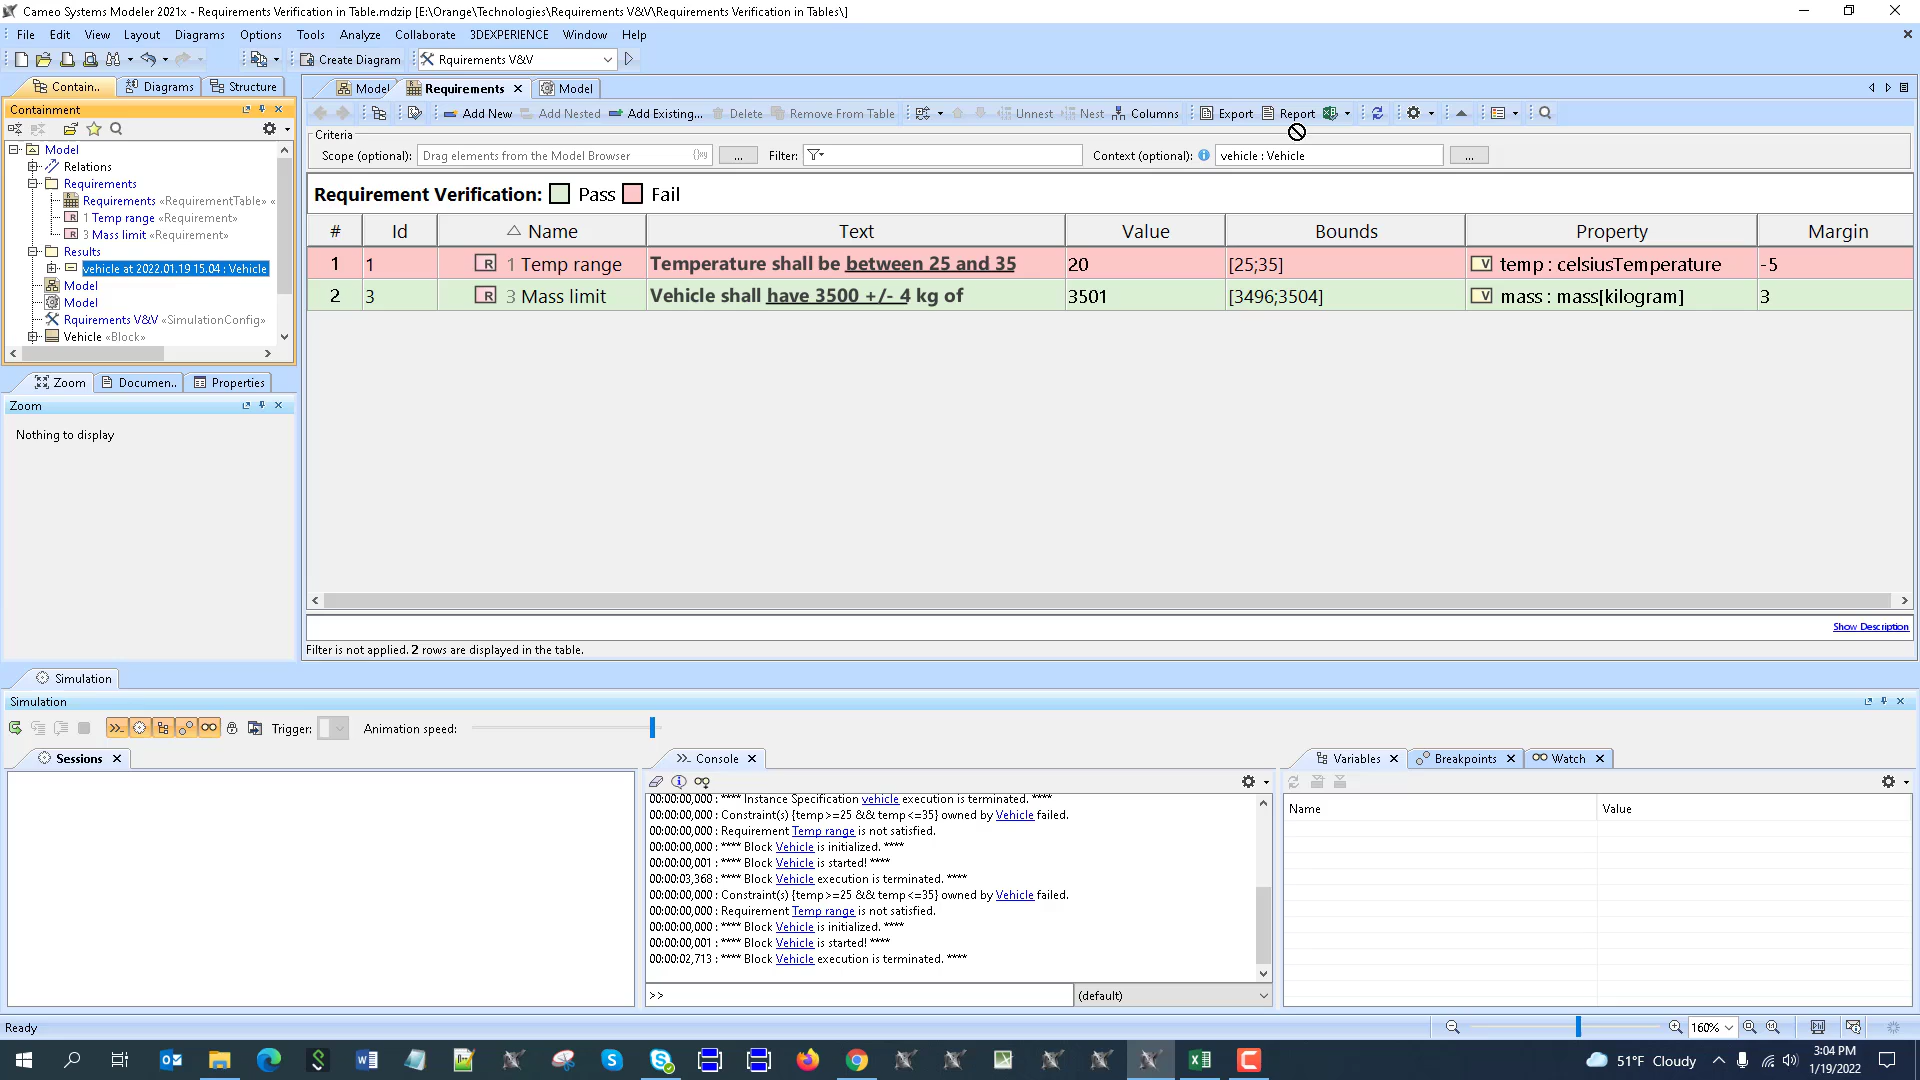 Cameo Systems Modeler 2021x - Requirements Verification in Table.mdzip [E:\Orange\Technologies\Requirements V&V\Requirements Verification in Tables\]
File Edit View Layout Diagrams Options Tools Analyze Collaborate 3DEXPERIENCE Window Help
Create Diagram Rquirements V&V
Contain.. Diagrams Structure
Model Requirements Model
Containment
Add New Add Nested Add Existing... Delete Remove From Table Unnest Nest Columns Export Report
Criteria
Scope (optional): Drag elements from the Model Browser ... Filter: Context (optional): vehicle : Vehicle ...
Model
Relations
Requirements
Requirements «RequirementTable» «
1 Temp range «Requirement»
3 Mass limit «Requirement»
Results
vehicle at 2022.01.19 15.04 : Vehicle
Model
Model
Rquirements V&V «SimulationConfig»
Vehicle «Block»
Requirement Verification: Pass Fail
# Id Name Text Value Bounds Property Margin
1 1 R 1 Temp range Temperature shall be between 25 and 35 20 [25;35] V temp : celsiusTemperature -5
2 3 R 3 Mass limit Vehicle shall have 3500 +/- 4 kg of 3501 [3496;3504] V mass : mass[kilogram] 3
Zoom Documen.. Properties
Zoom
Nothing to display
Show Description
Filter is not applied. 2 rows are displayed in the table.
Simulation
Simulation
Trigger: Animation speed:
Sessions
Console
00:00:00,000 : **** Instance Specification vehicle execution is terminated. ****
00:00:00,000 : Constraint(s) {temp>=25 && temp<=35} owned by Vehicle failed.
00:00:00,000 : Requirement Temp range is not satisfied.
00:00:00,000 : **** Block Vehicle is initialized. ****
00:00:00,001 : **** Block Vehicle is started! ****
00:00:03,368 : **** Block Vehicle execution is terminated. ****
00:00:00,000 : Constraint(s) {temp>=25 && temp<=35} owned by Vehicle failed.
00:00:00,000 : Requirement Temp range is not satisfied.
00:00:00,000 : **** Block Vehicle is initialized. ****
00:00:00,001 : **** Block Vehicle is started! ****
00:00:02,713 : **** Block Vehicle execution is terminated. ****
>> (default)
Variables Breakpoints Watch
Name Value
Ready
160%
51°F Cloudy
3:04 PM
1/19/2022